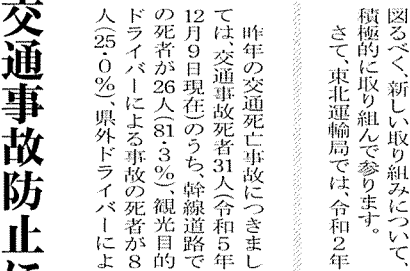 図るべく、新しい取り組みについて、
積極的に取り組んで参ります。
さて、東北運輸局では、令和2年
昨年の交通死亡事故につきまし
ては、交通事故死者31人(令和5年
12月9日現在)のうち、幹線道路で
の死者が26人(81・3%)、観光目的
ドライバーによる事故の死者が8
人(25・0%)、県外ドライバーによ
交通事故防止に